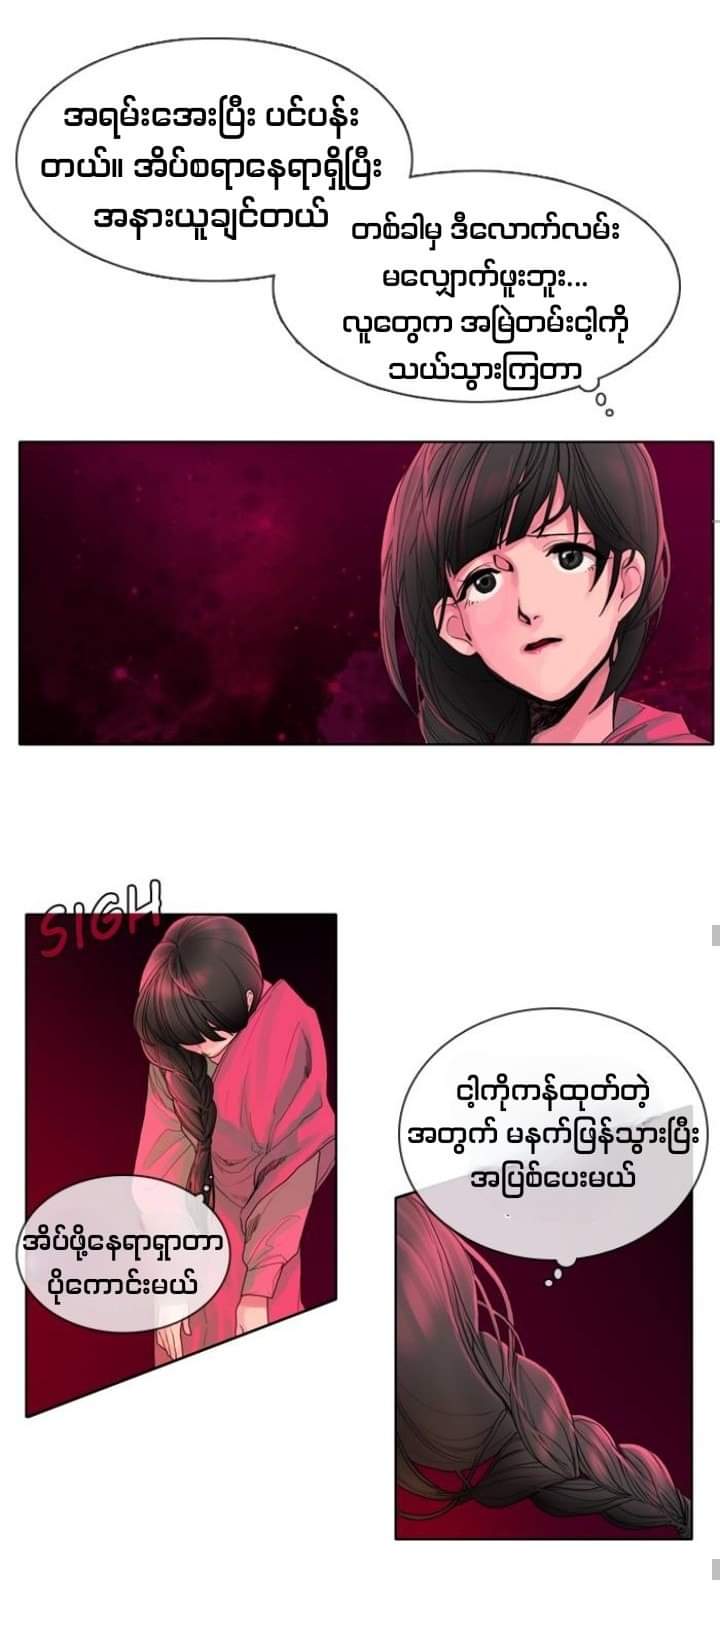 အရမ်းအေးပြီး ပင်ပန်း
တယ်။ အိပ်စရာနေရာရှိပြီး
အနားယူချင်တယ်
တစ်ခါမှ ဒီလောက်လမ်း
မလျှောက်ဖူးဘူး...
လူတွေက အမြဲတမ်းငါ့ကို
သယ်သွားကြတာ
SIGH
အိပ်ဖို့နေရာရှာတာ
ပိုကောင်းမယ်
ငါ့ကိုကန်ထုတ်တဲ့
အတွက် မနက်ဖြန်သွားပြီး
အပြစ်ပေးမယ်